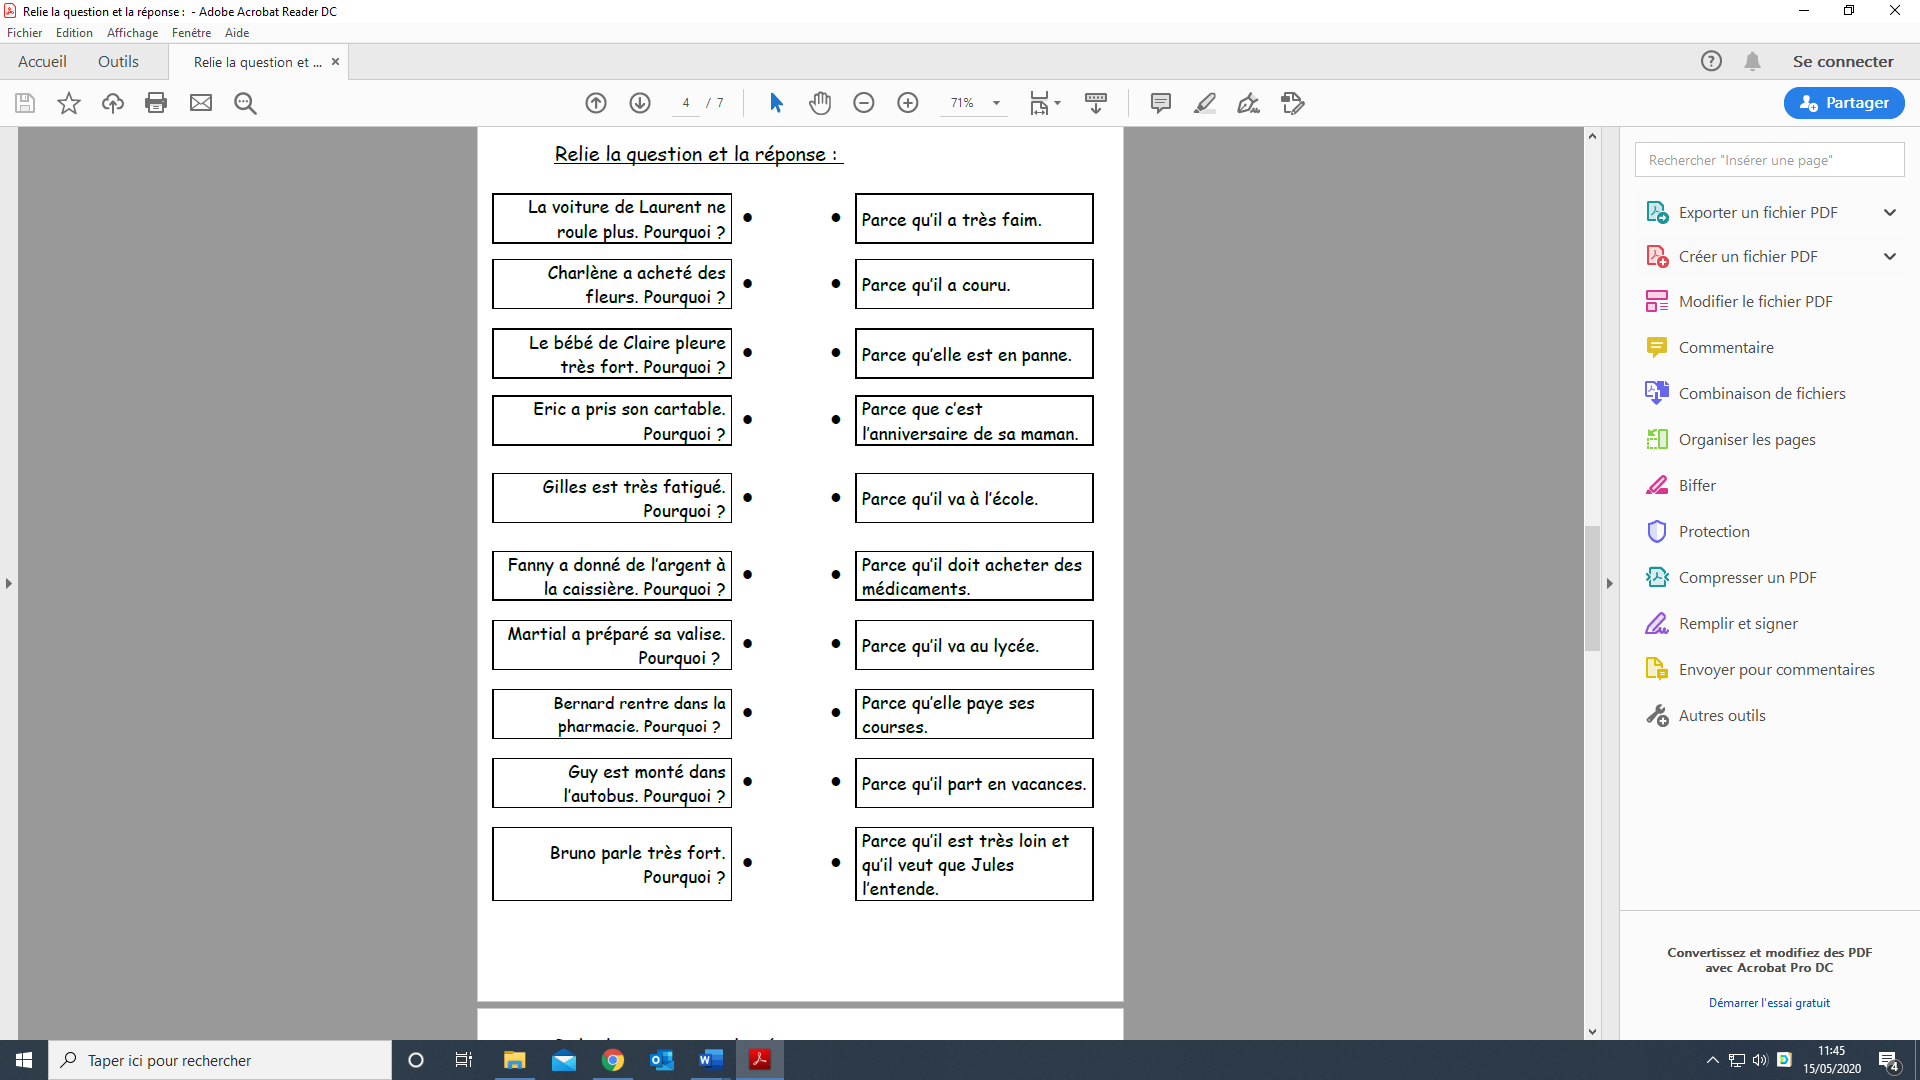 Relie la question et la réponse : - Adobe Acrobat Reader DC
Fichier Edition Affichage Fenêtre Aide
Accueil Outils Relie la question et ... ×
Se connecter
4 / 7 71%
Partager
Relie la question et la réponse :
La voiture de Laurent ne
roule plus. Pourquoi ?
Parce qu'il a très faim.
Charlène a acheté des
fleurs. Pourquoi ?
Parce qu'il a couru.
Le bébé de Claire pleure
très fort. Pourquoi ?
Parce qu'elle est en panne.
Eric a pris son cartable.
Pourquoi ?
Parce que c'est
l'anniversaire de sa maman.
Gilles est très fatigué.
Pourquoi ?
Parce qu'il va à l'école.
Fanny a donné de l'argent à
la caissière. Pourquoi ?
Parce qu'il doit acheter des
médicaments.
Martial a préparé sa valise.
Pourquoi ?
Parce qu'il va au lycée.
Bernard rentre dans la
pharmacie. Pourquoi ?
Parce qu'elle paye ses
courses.
Guy est monté dans
l'autobus. Pourquoi ?
Parce qu'il part en vacances.
Bruno parle très fort.
Pourquoi ?
Parce qu'il est très loin et
qu'il veut que Jules
l'entende.
Rechercher "Insérer une page"
Exporter un fichier PDF
Créer un fichier PDF
Modifier le fichier PDF
Commentaire
Combinaison de fichiers
Organiser les pages
Biffer
Protection
Compresser un PDF
Remplir et signer
Envoyer pour commentaires
Autres outils
Convertissez et modifiez des PDF
avec Acrobat Pro DC
Démarrer l'essai gratuit
Taper ici pour rechercher
11:45
15/05/2020
4